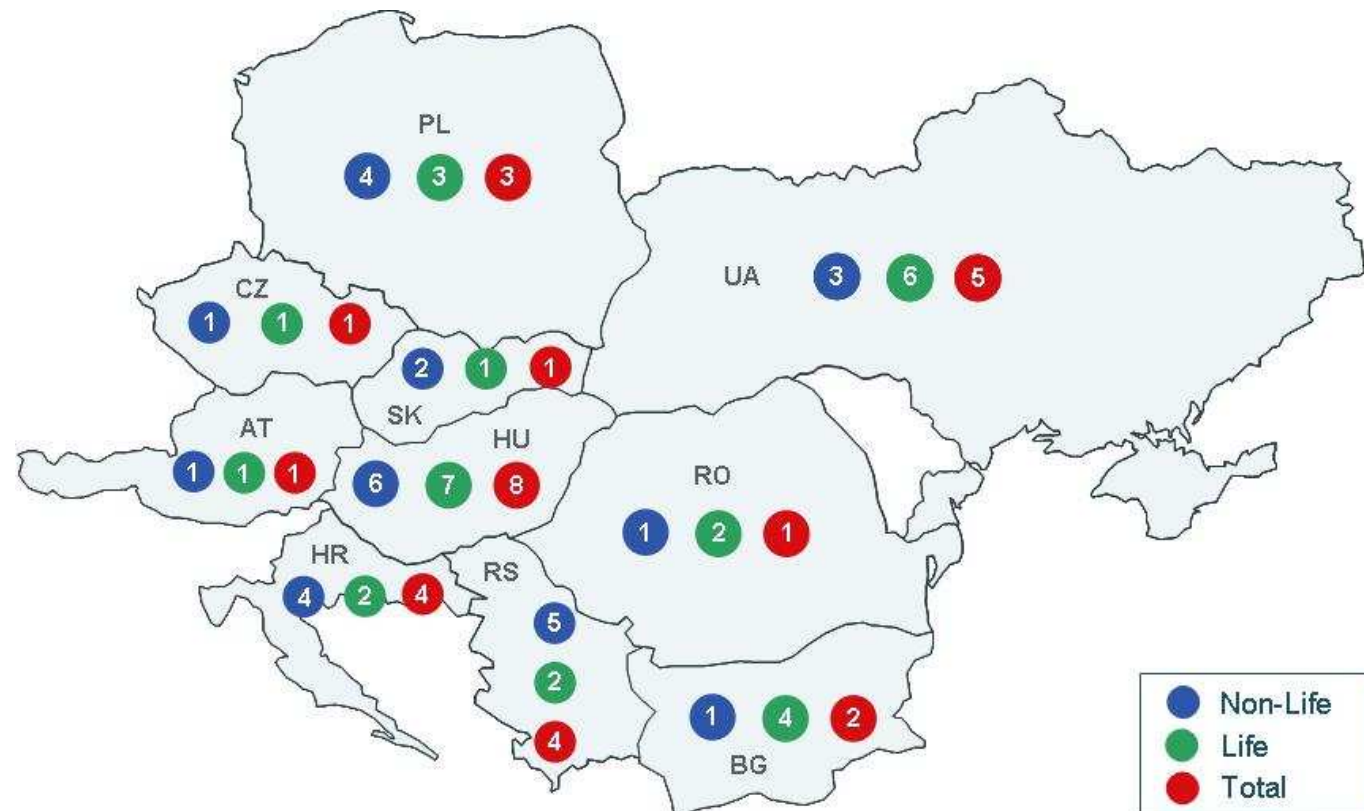 PL
4 3 3
UA 3 6 5
CZ
1 1 1
2 1 1
SK
AT
1 1 1
HU
6 7 8
RO
1 2 1
HR
4 2 4
RS
5
2
4
1 4 2
BG
Non-Life
Life
Total